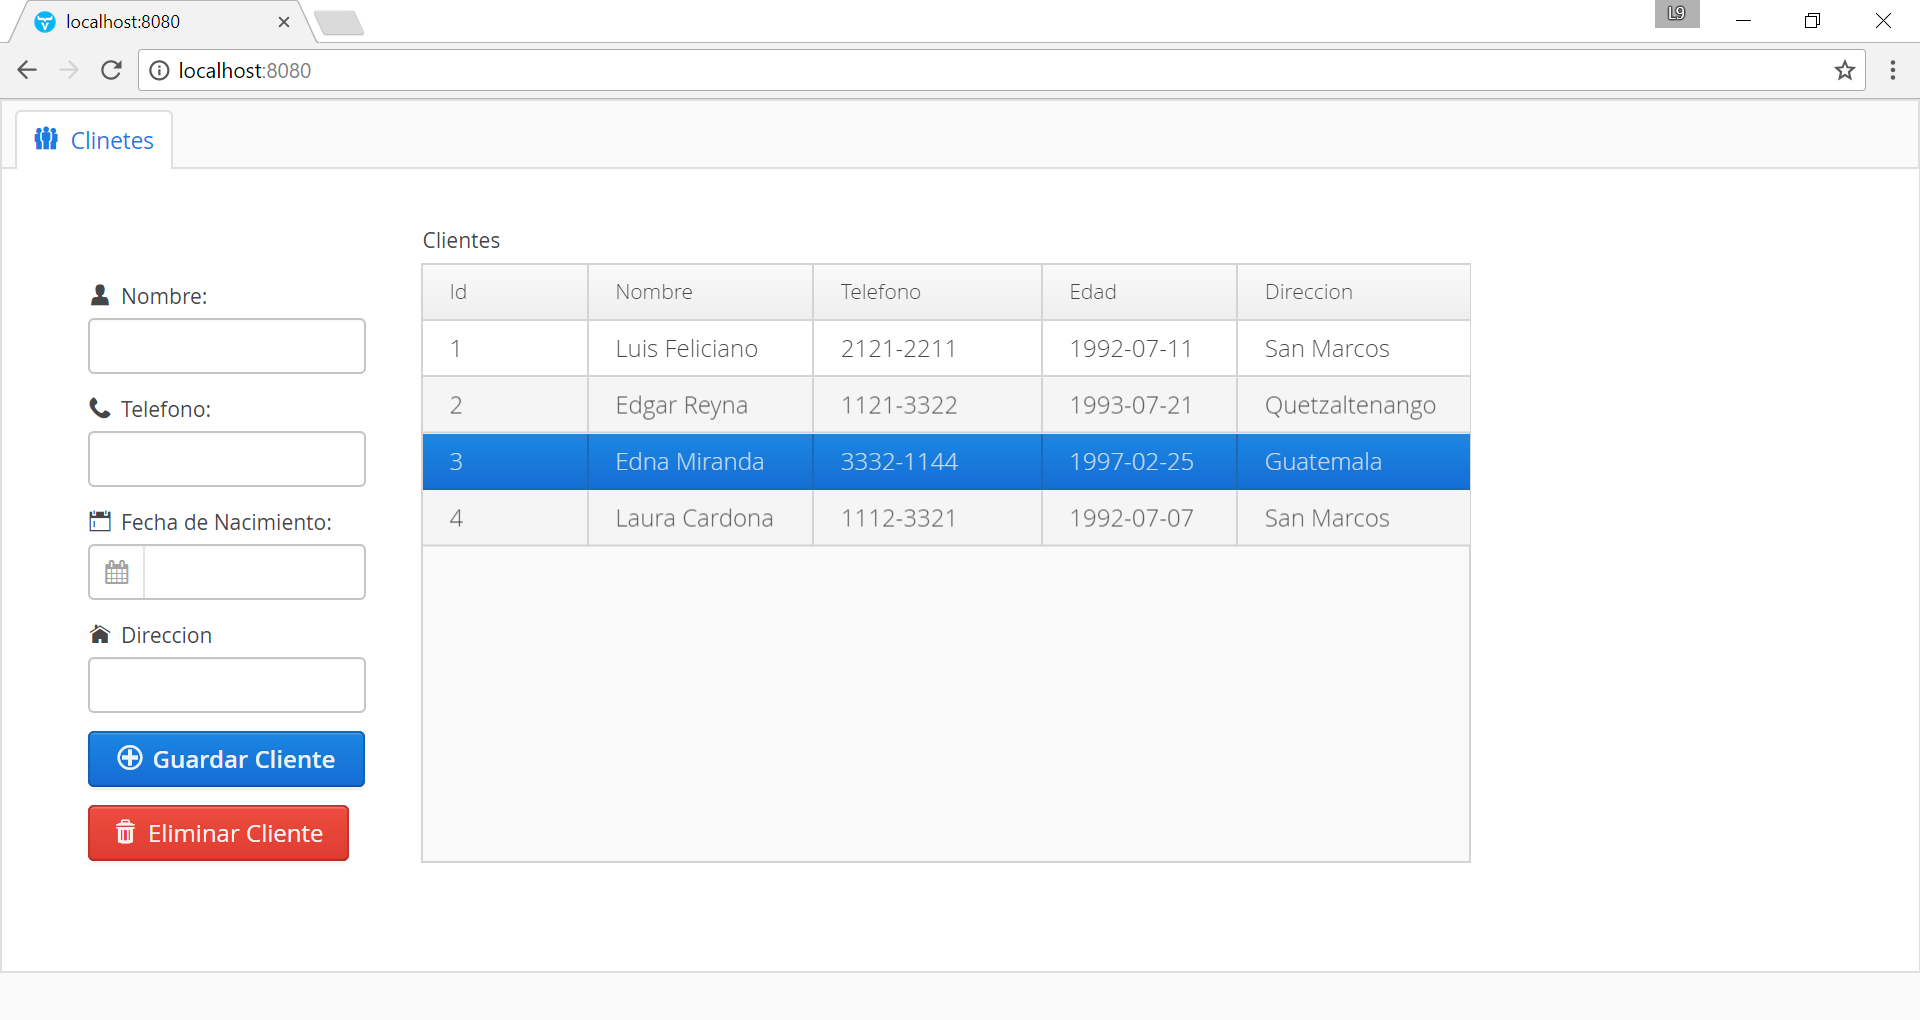 localhost:8080
L9
localhost:8080
Clinetes
Nombre:
Telefono:
Fecha de Nacimiento:
Direccion
Guardar Cliente
Eliminar Cliente
Clientes
Id Nombre Telefono Edad Direccion
1 Luis Feliciano 2121-2211 1992-07-11 San Marcos
2 Edgar Reyna 1121-3322 1993-07-21 Quetzaltenango
3 Edna Miranda 3332-1144 1997-02-25 Guatemala
4 Laura Cardona 1112-3321 1992-07-07 San Marcos